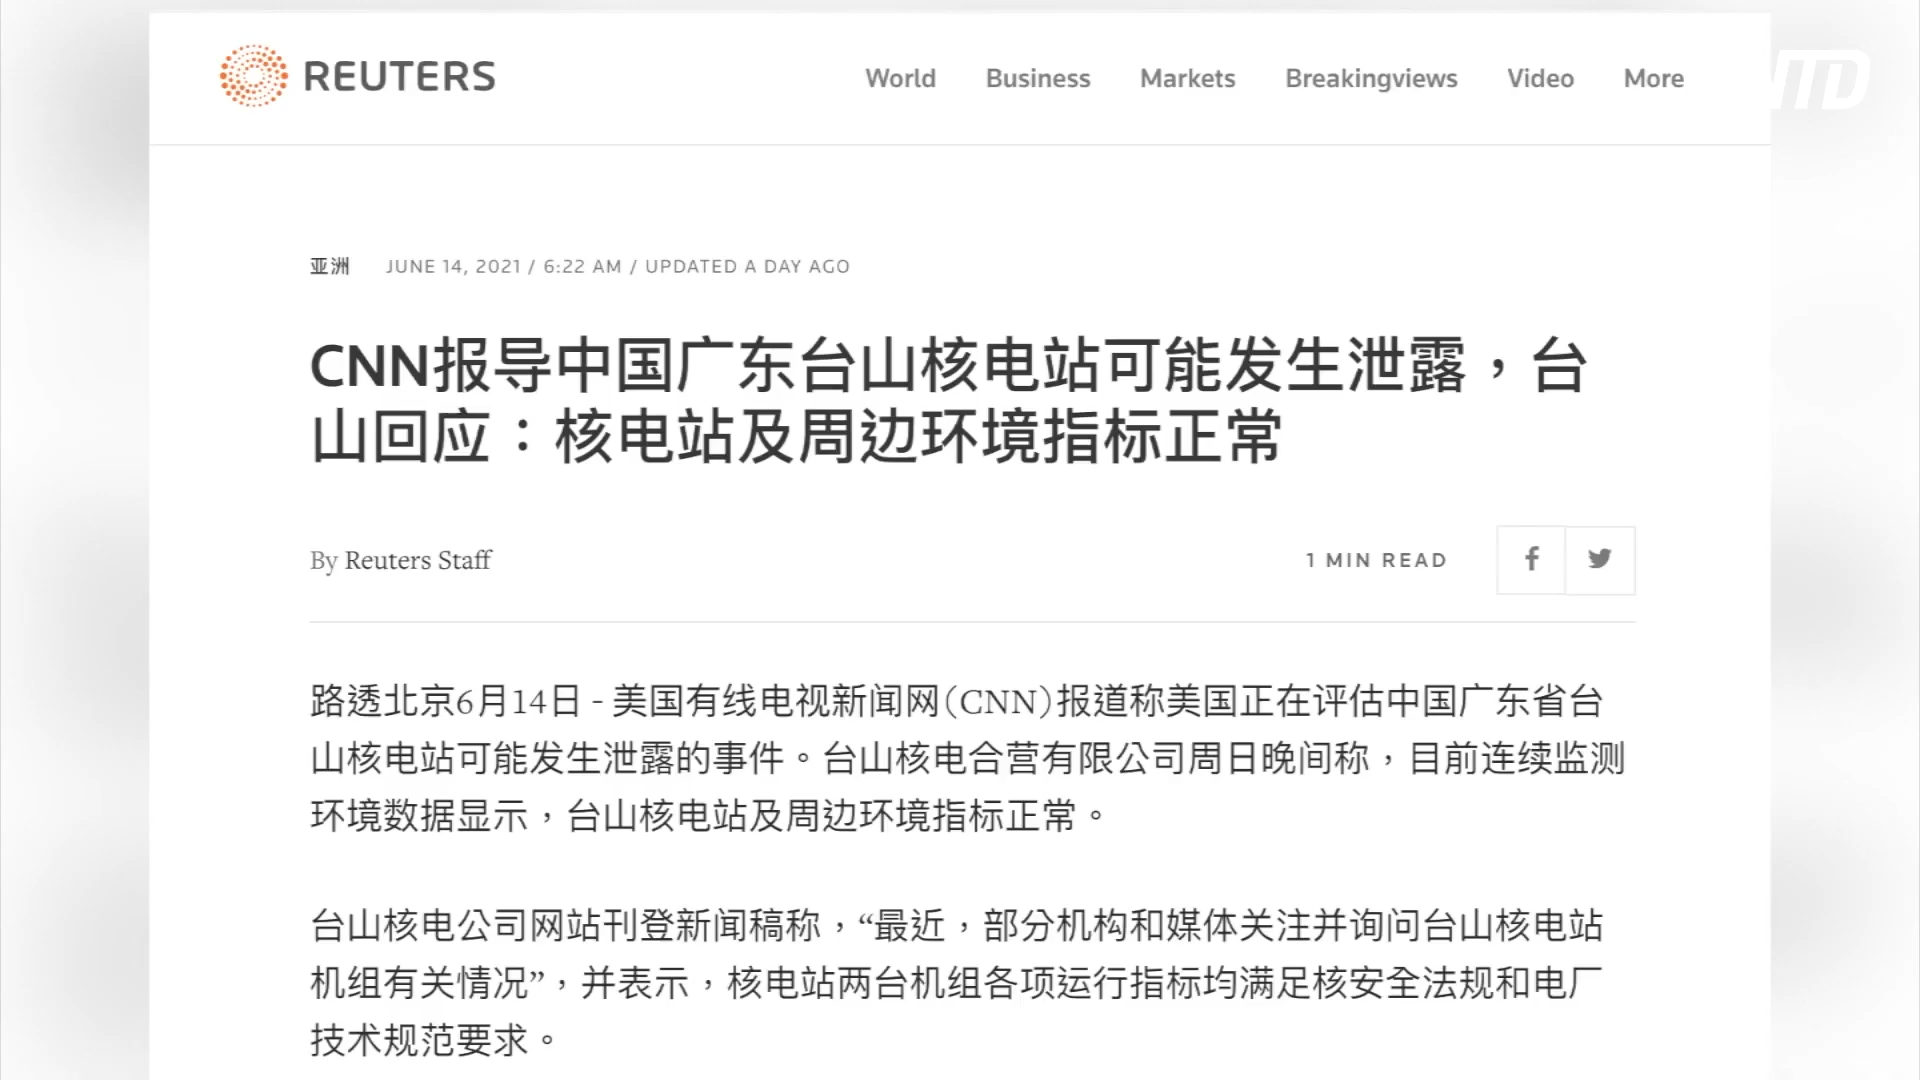 REUTERS
World Business Markets Breakingviews Video More
亚洲 JUNE 14, 2021 / 6:22 AM / UPDATED A DAY AGO
CNN报导中国广东台山核电站可能发生泄露，台
山回应：核电站及周边环境指标正常
By Reuters Staff
1 MIN READ
路透北京6月14日 - 美国有线电视新闻网(CNN)报道称美国正在评估中国广东省台
山核电站可能发生泄露的事件。台山核电合营有限公司周日晚间称，目前连续监测
环境数据显示，台山核电站及周边环境指标正常。
台山核电公司网站刊登新闻稿称，“最近，部分机构和媒体关注并询问台山核电站
机组有关情况”，并表示，核电站两台机组各项运行指标均满足核安全法规和电厂
技术规范要求。